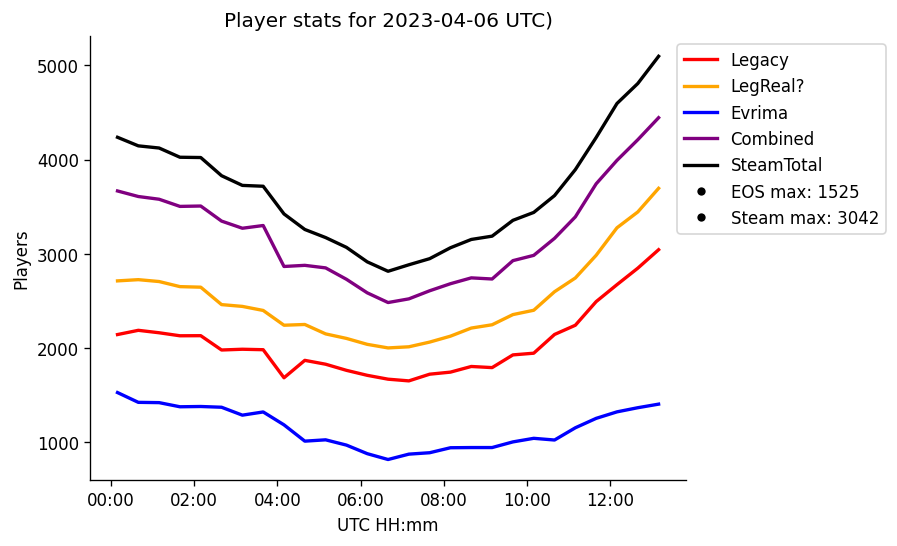 Player stats for 2023-04-06 UTC)
Legacy
LegReal?
Evrima
Combined
SteamTotal
EOS max: 1525
Steam max: 3042
Players
5000
4000
3000
2000
1000
00:00 02:00 04:00 06:00 08:00 10:00 12:00
UTC HH:mm